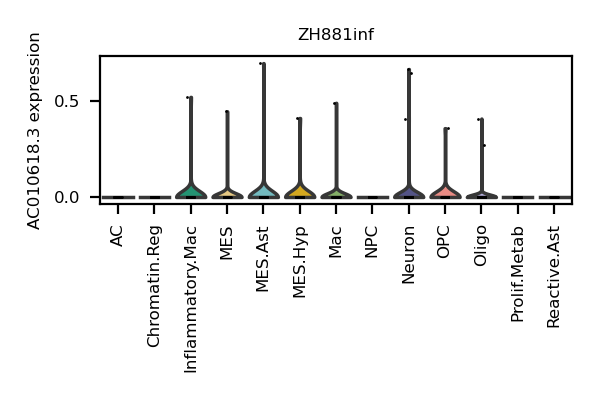 ZH881inf
AC010618.3 expression
0.5
0.0
AC
Chromatin.Reg
Inflammatory.Mac
MES
MES.Ast
MES.Hyp
Mac
NPC
Neuron
OPC
Oligo
Prolif.Metab
Reactive.Ast